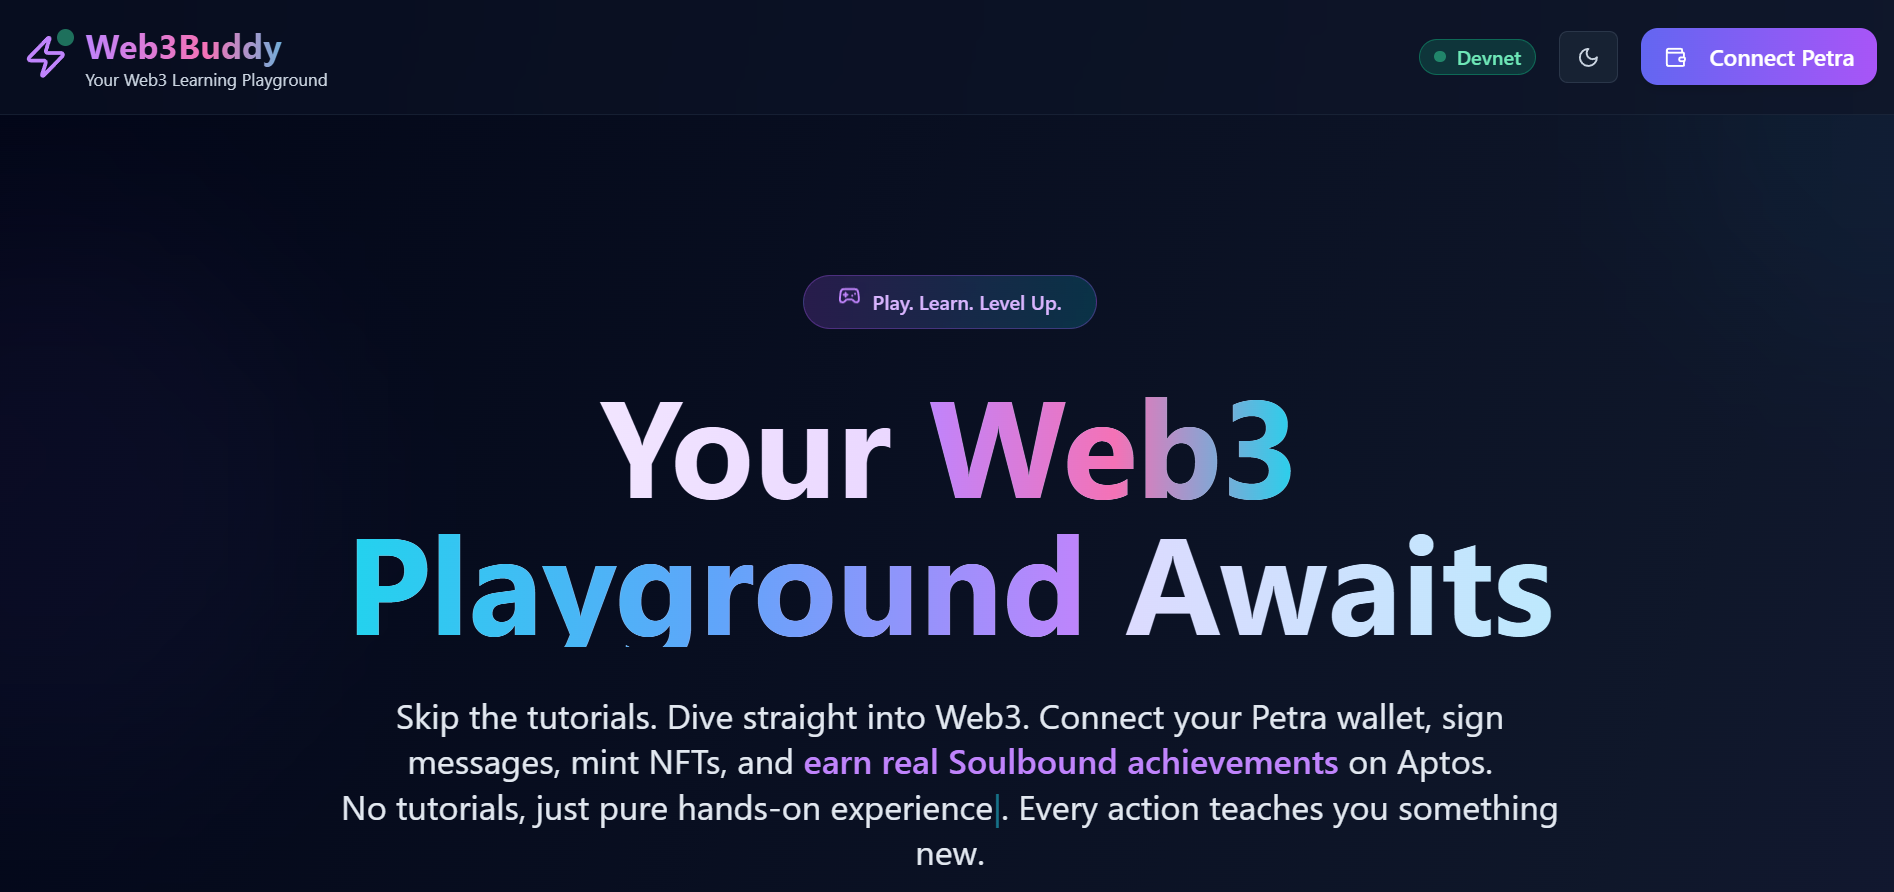 Web3Buddy
Your Web3 Learning Playground
Devnet
Connect Petra
Play. Learn. Level Up.
Your Web3
Playground Awaits
Skip the tutorials. Dive straight into Web3. Connect your Petra wallet, sign
messages, mint NFTs, and earn real Soulbound achievements on Aptos.
No tutorials, just pure hands-on experience|. Every action teaches you something
new.